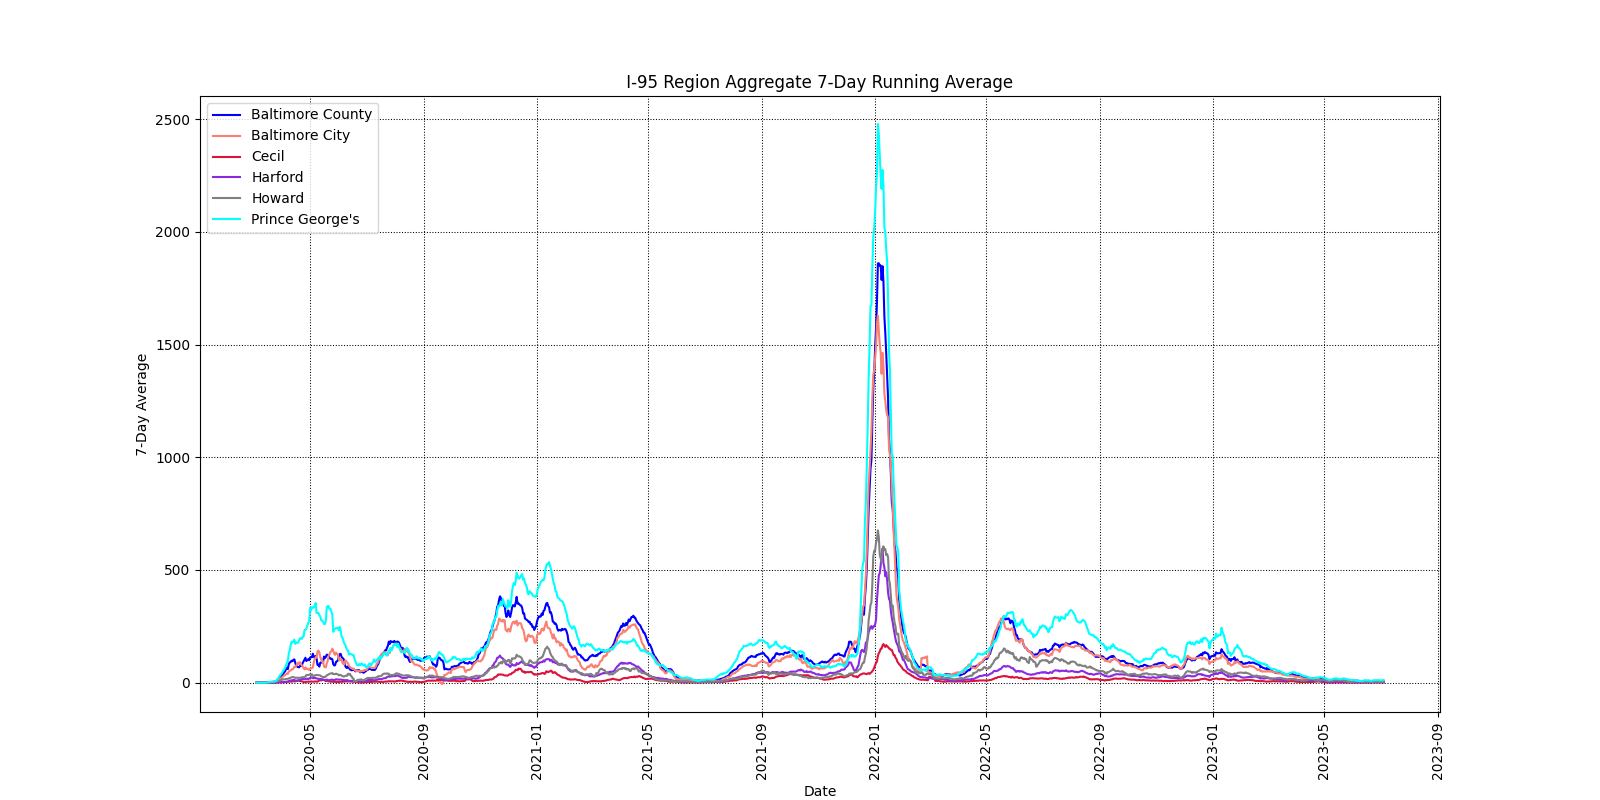 I-95 Region Aggregate 7-Day Running Average
Baltimore County
Baltimore City
Cecil
Harford
Howard
Prince George's
7-Day Average
2500
2000
1500
1000
500
0
2020-05
2020-09
2021-01
2021-05
2021-09
2022-01
2022-05
2022-09
2023-01
2023-05
2023-09
Date